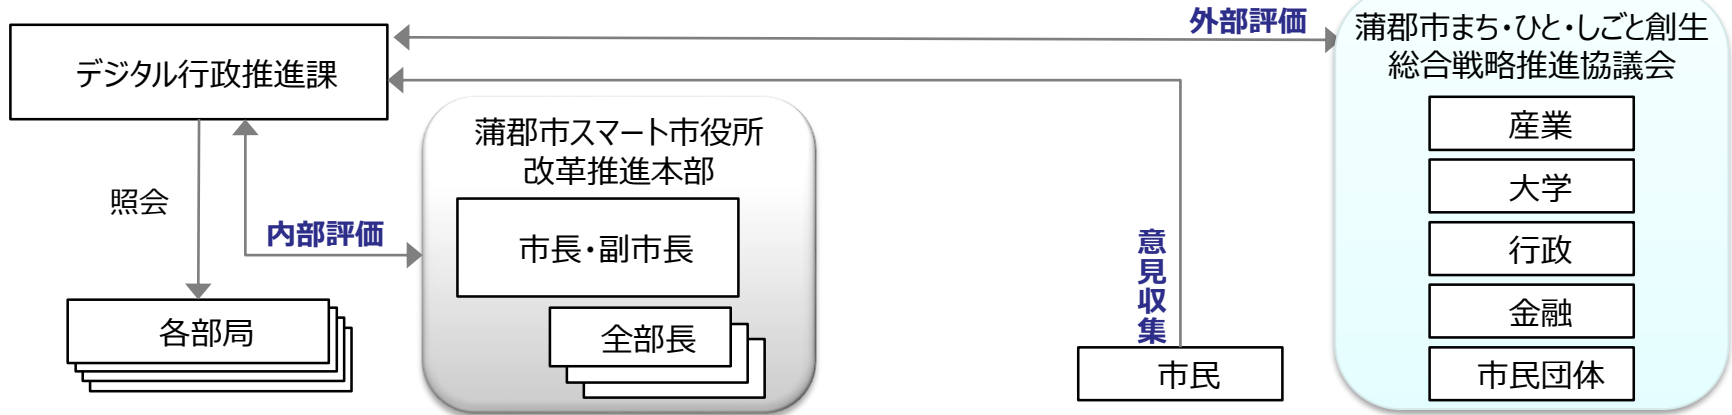 デジタル行政推進課
照会
各部局
内部評価
蒲郡市スマート市役所
改革推進本部
市長・副市長
全部長
外部評価
意見収集
市民
蒲郡市まち・ひと・しごと創生
総合戦略推進協議会
産業
大学
行政
金融
市民団体